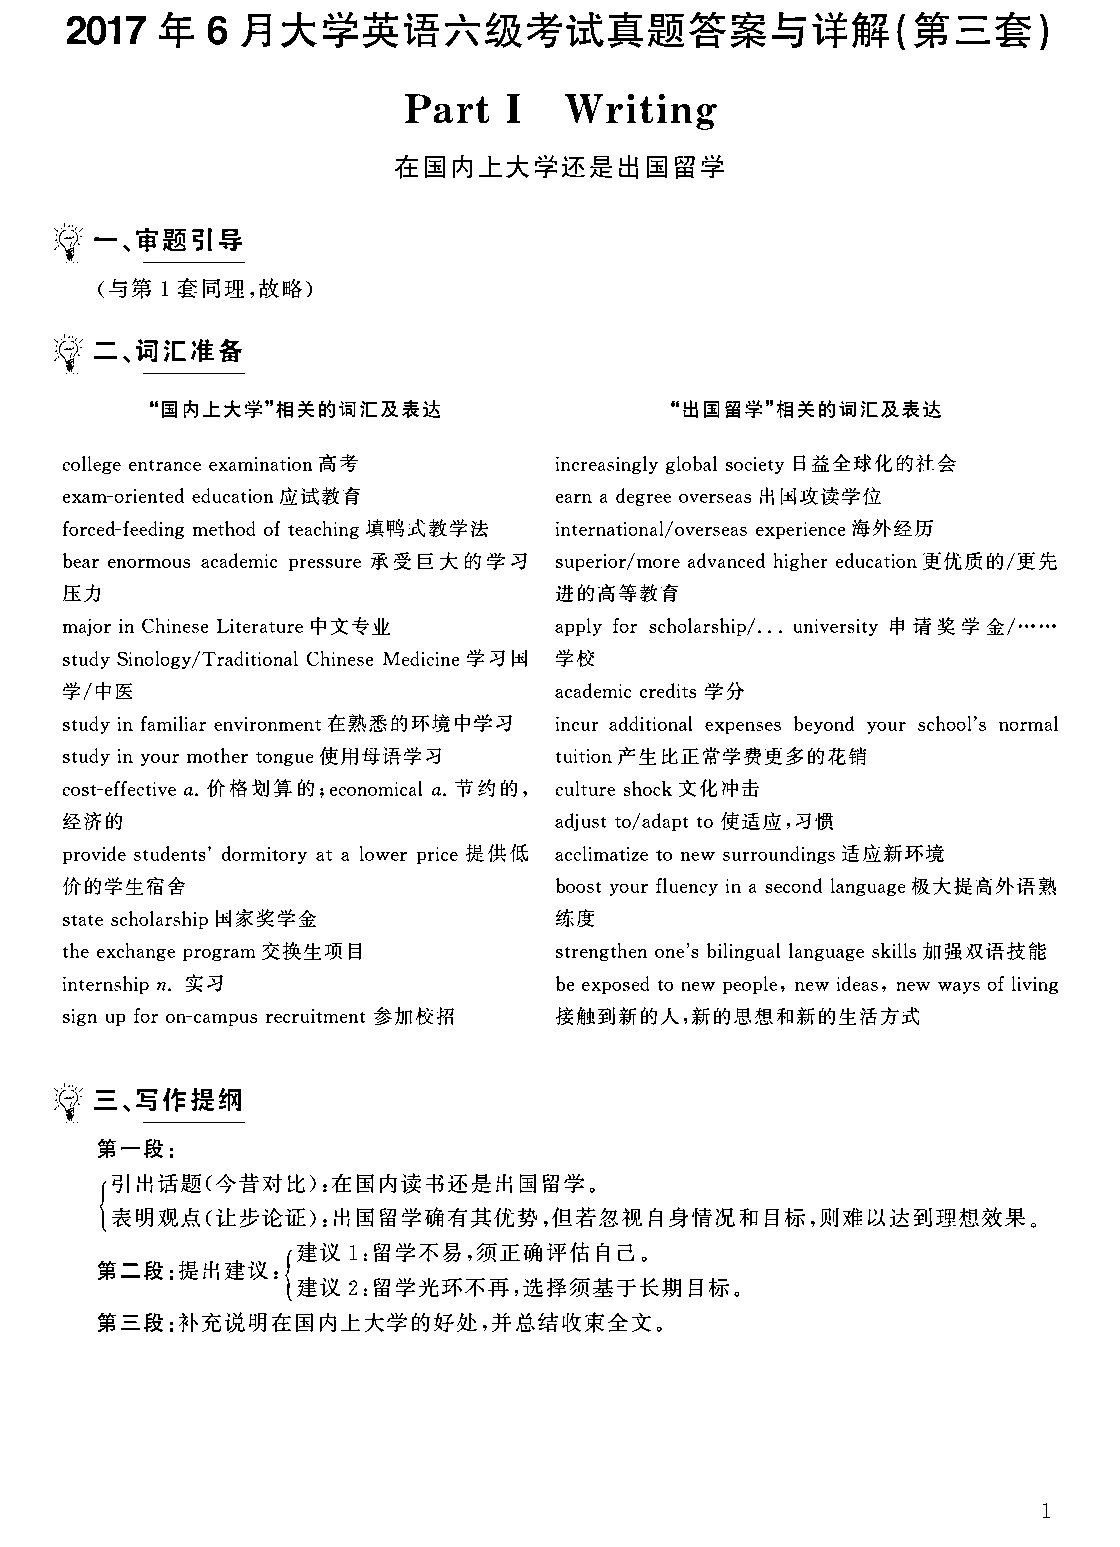 2017 年 6 月大学英语六级考试真题答案与详解(第三套)
Part I Writing
在国内上大学还是出国留学
一、审题引导
(与第 1 套同理,故略)
二、词汇准备
“国内上大学”相关的词汇及表达
college entrance examination 高考
exam-oriented education 应试教育
forced-feeding method of teaching 填鸭式教学法
bear enormous academic pressure 承受巨大的学习
压力
major in Chinese Literature 中文专业
study Sinology/Traditional Chinese Medicine 学习国
学/中医
study in familiar environment 在熟悉的环境中学习
study in your mother tongue 使用母语学习
cost-effective a. 价格划算的;economical a. 节约的,
经济的
provide students’ dormitory at a lower price 提供低
价的学生宿舍
state scholarship 国家奖学金
the exchange program 交换生项目
internship n. 实习
sign up for on-campus recruitment 参加校招
“出国留学”相关的词汇及表达
increasingly global society 日益全球化的社会
earn a degree overseas 出国攻读学位
international/overseas experience 海外经历
superior/more advanced higher education 更优质的/更先
进的高等教育
apply for scholarship/... university 申请奖学金/……
学校
academic credits 学分
incur additional expenses beyond your school’s normal
tuition 产生比正常学费更多的花销
culture shock 文化冲击
adjust to/adapt to 使适应,习惯
acclimatize to new surroundings 适应新环境
boost your fluency in a second language 极大提高外语熟
练度
strengthen one’s bilingual language skills 加强双语技能
be exposed to new people, new ideas, new ways of living
接触到新的人,新的思想和新的生活方式
三、写作提纲
第一段:
引出话题(今昔对比):在国内读书还是出国留学。
表明观点(让步论证):出国留学确有其优势,但若忽视自身情况和目标,则难以达到理想效果。
第二段:提出建议:
建议 1:留学不易,须正确评估自己。
建议 2:留学光环不再,选择须基于长期目标。
第三段:补充说明在国内上大学的好处,并总结收束全文。
1